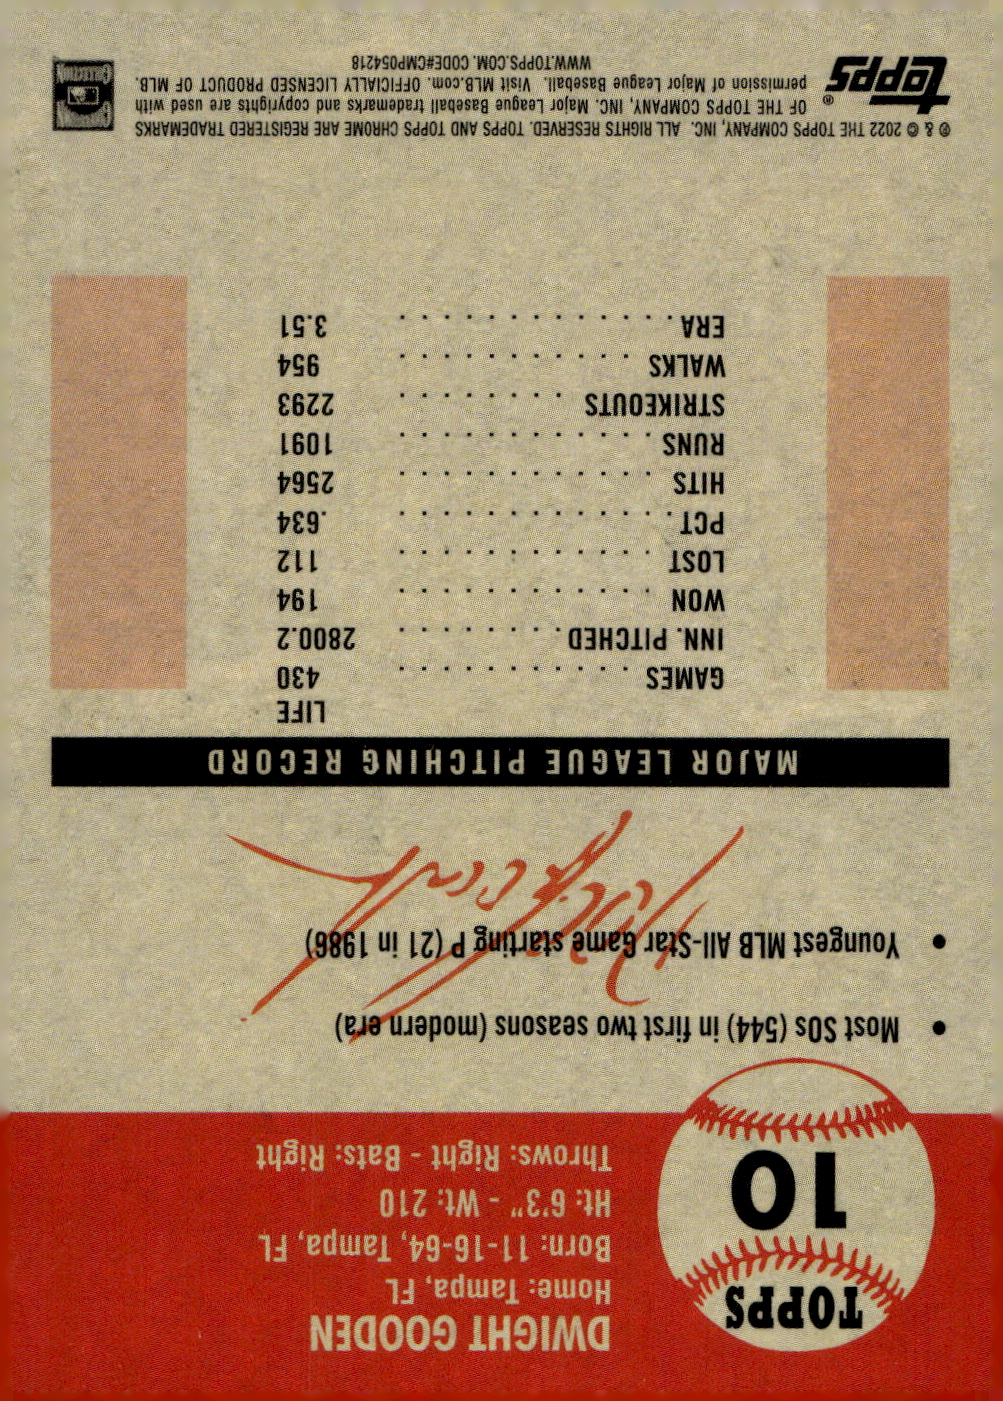 TOPPS
10
DWIGHT GOODEN
Home: Tampa, FL
Born: 11-16-64, Tampa, FL
Ht: 6'3" - Wt: 210
Throws: Right - Bats: Right
• Most SOs (544) in first two seasons (modern era)
• Youngest MLB All-Star Game starting P (21 in 1986)
MAJOR LEAGUE PITCHING RECORD
LIFE
GAMES . . . . . . . . . . 430
INN. PITCHED . . . . . . . . 2800.2
WON . . . . . . . . . . 194
LOST . . . . . . . . . . 112
PCT . . . . . . . . . . .634
HITS . . . . . . . . . . 2564
RUNS . . . . . . . . . . 1091
STRIKEOUTS . . . . . . . . 2293
WALKS . . . . . . . . . 954
ERA . . . . . . . . . . 3.51
topps®
® & © 2022 THE TOPPS COMPANY, INC. ALL RIGHTS RESERVED. TOPPS AND TOPPS CHROME ARE REGISTERED TRADEMARKS
OF THE TOPPS COMPANY, INC. Major League Baseball trademarks and copyrights are used with
permission of Major League Baseball. Visit MLB.com. OFFICIALLY LICENSED PRODUCT OF MLB.
WWW.TOPPS.COM. CODE#CMP054218
COOPERSTOWN
COLLECTION